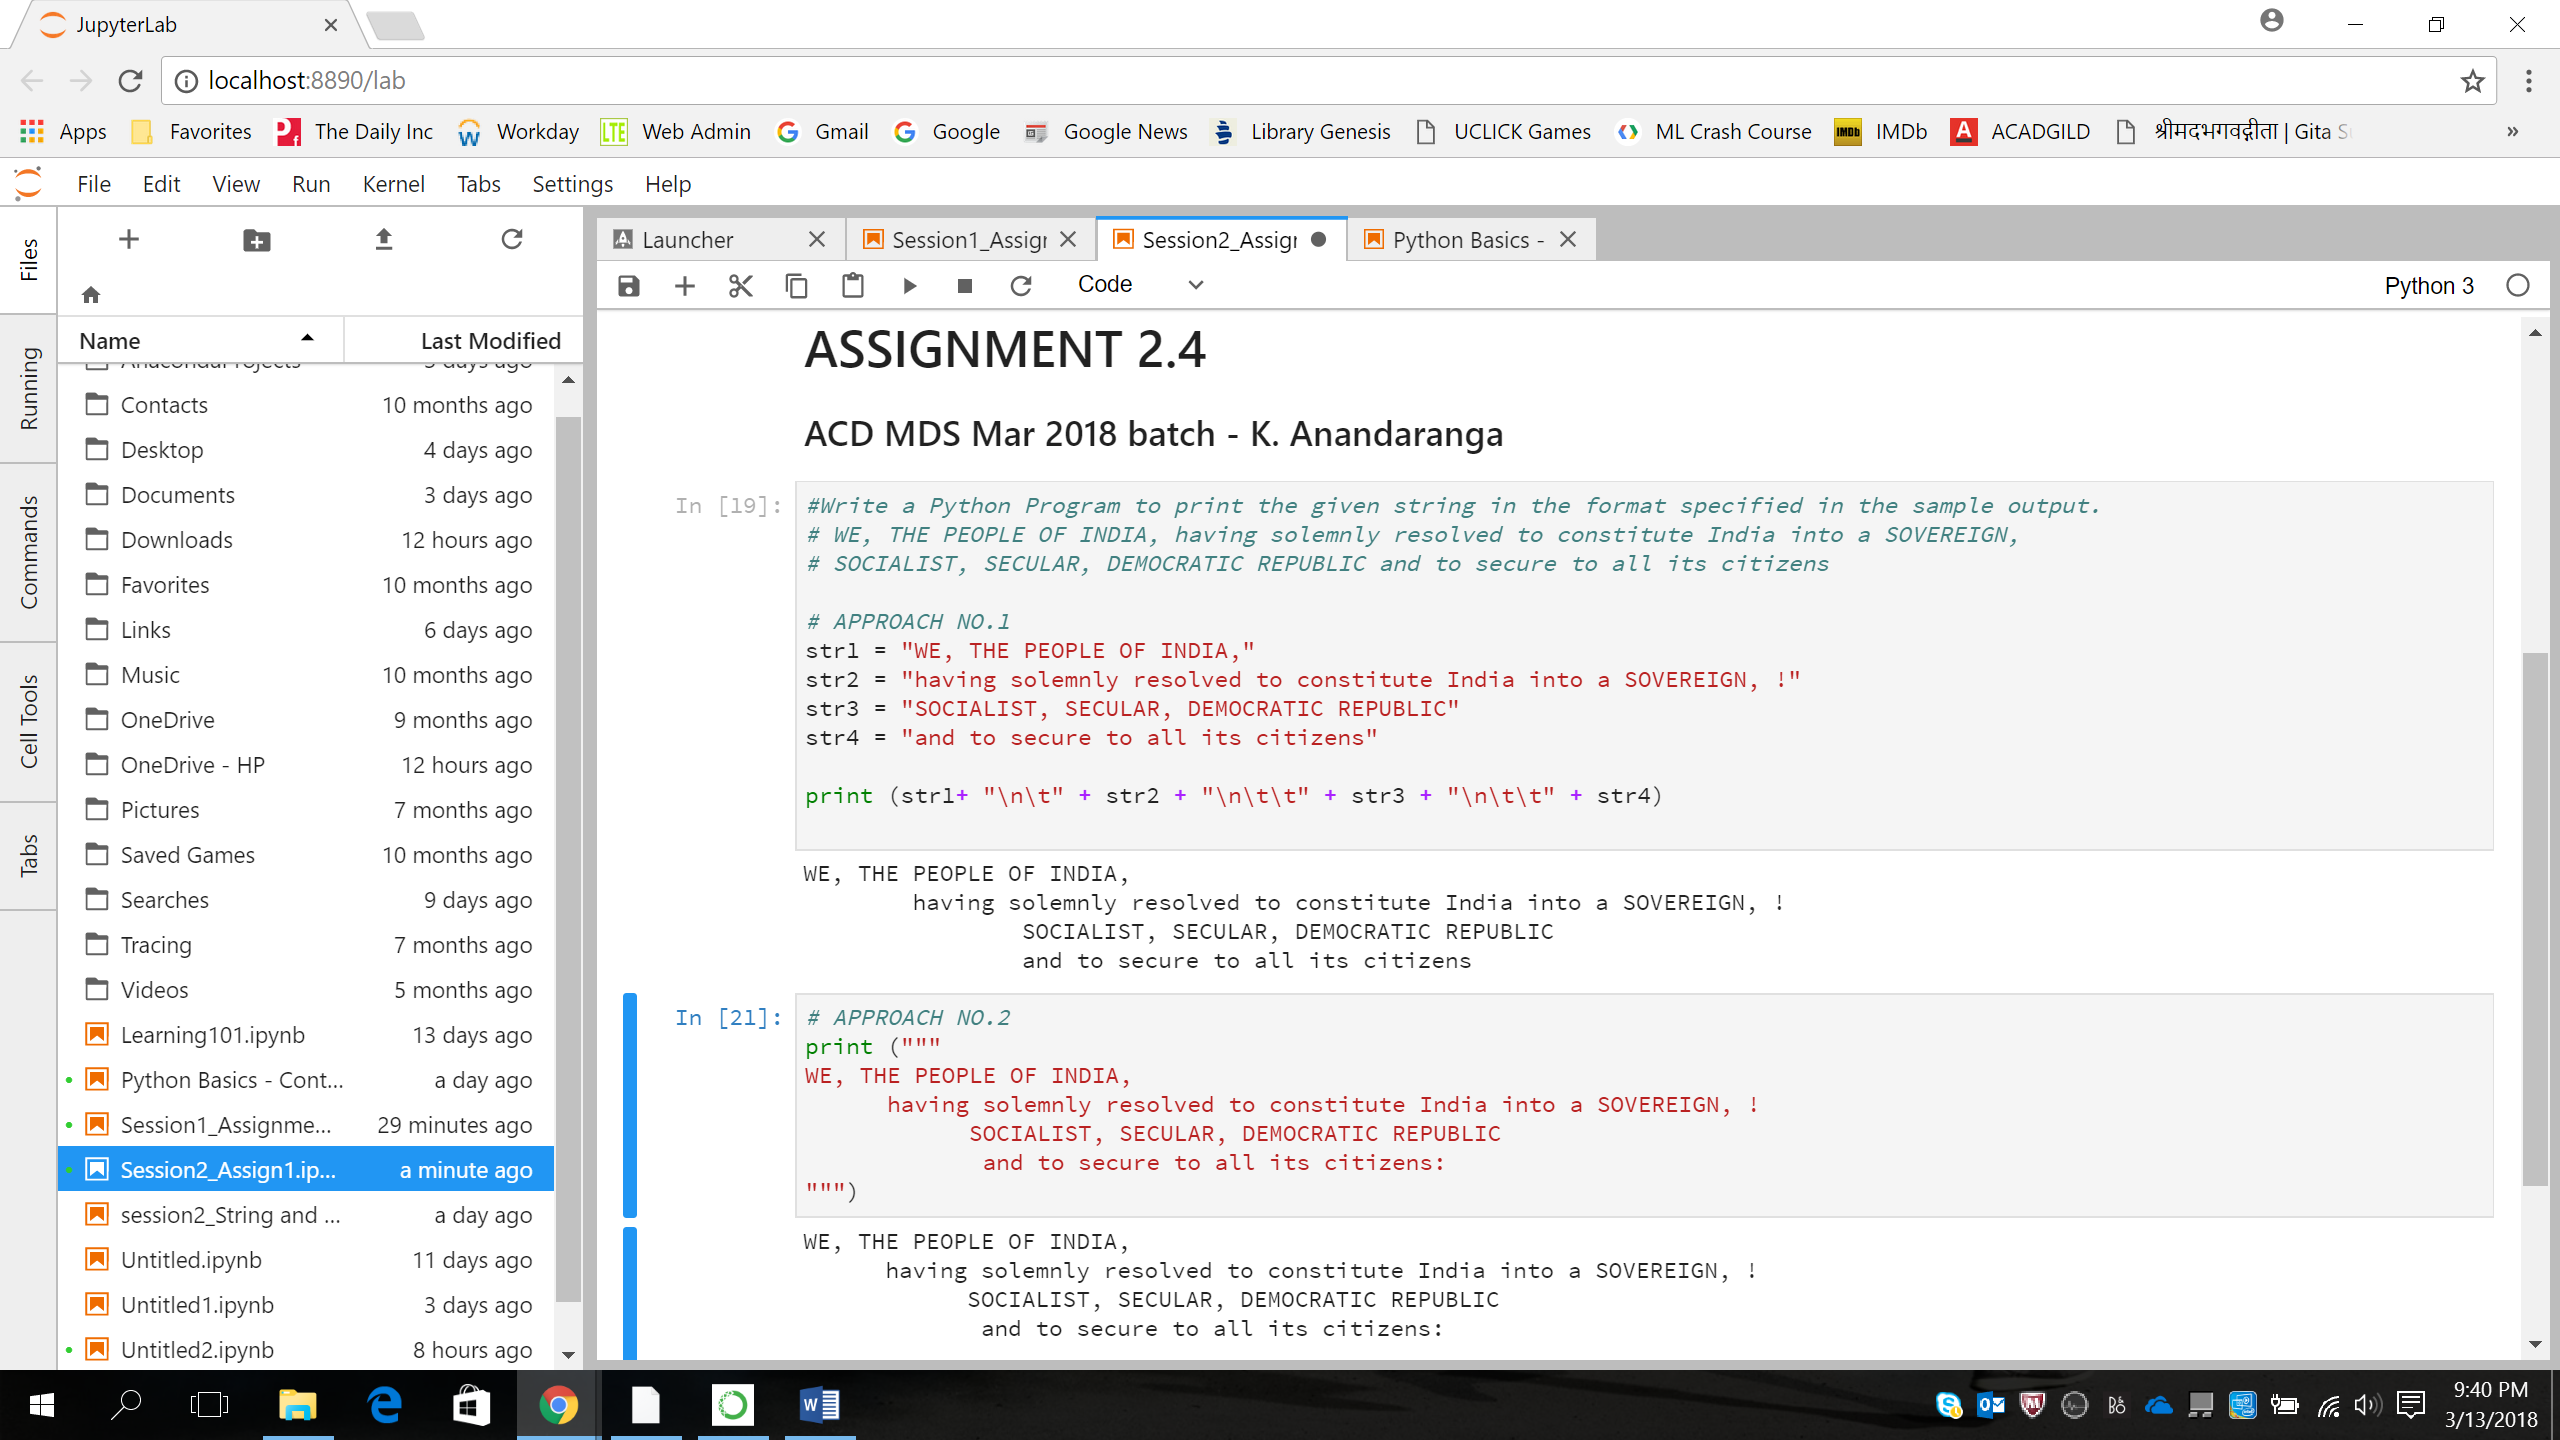 JupyterLab
localhost:8890/lab
Apps Favorites The Daily Inc Workday LTE Web Admin Gmail Google Google News Library Genesis UCLICK Games ML Crash Course IMDb IMDb ACADGILD श्रीमदभगवद्गीता | Gita S »
File Edit View Run Kernel Tabs Settings Help
Files
Running
Commands
Cell Tools
Tabs
Name Last Modified
Contacts 10 months ago
Desktop 4 days ago
Documents 3 days ago
Downloads 12 hours ago
Favorites 10 months ago
Links 6 days ago
Music 10 months ago
OneDrive 9 months ago
OneDrive - HP 12 hours ago
Pictures 7 months ago
Saved Games 10 months ago
Searches 9 days ago
Tracing 7 months ago
Videos 5 months ago
Learning101.ipynb 13 days ago
Python Basics - Cont... a day ago
Session1_Assignme... 29 minutes ago
Session2_Assign1.ip... a minute ago
session2_String and ... a day ago
Untitled.ipynb 11 days ago
Untitled1.ipynb 3 days ago
Untitled2.ipynb 8 hours ago
Launcher Session1_Assigr Session2_Assigr Python Basics -
Code Python 3
ASSIGNMENT 2.4
ACD MDS Mar 2018 batch - K. Anandaranga
In [19]:
#Write a Python Program to print the given string in the format specified in the sample output.
# WE, THE PEOPLE OF INDIA, having solemnly resolved to constitute India into a SOVEREIGN,
# SOCIALIST, SECULAR, DEMOCRATIC REPUBLIC and to secure to all its citizens
# APPROACH NO.1
str1 = "WE, THE PEOPLE OF INDIA,"
str2 = "having solemnly resolved to constitute India into a SOVEREIGN, !"
str3 = "SOCIALIST, SECULAR, DEMOCRATIC REPUBLIC"
str4 = "and to secure to all its citizens"
print (str1+ "\n\t" + str2 + "\n\t\t" + str3 + "\n\t\t" + str4)
WE, THE PEOPLE OF INDIA,
having solemnly resolved to constitute India into a SOVEREIGN, !
SOCIALIST, SECULAR, DEMOCRATIC REPUBLIC
and to secure to all its citizens
In [21]:
# APPROACH NO.2
print ("""
WE, THE PEOPLE OF INDIA,
having solemnly resolved to constitute India into a SOVEREIGN, !
SOCIALIST, SECULAR, DEMOCRATIC REPUBLIC
and to secure to all its citizens:
""")
WE, THE PEOPLE OF INDIA,
having solemnly resolved to constitute India into a SOVEREIGN, !
SOCIALIST, SECULAR, DEMOCRATIC REPUBLIC
and to secure to all its citizens:
9:40 PM
3/13/2018